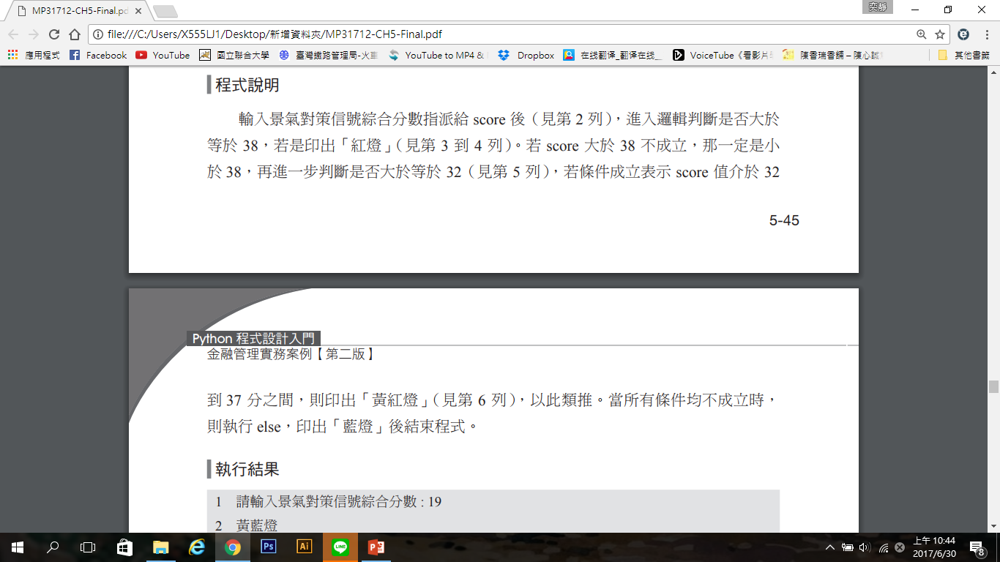 MP31712-CH5-Final.pd
奕靜
file:///C:/Users/X555LJ1/Desktop/新增資料夾/MP31712-CH5-Final.pdf
應用程式 Facebook YouTube 國立聯合大學 臺灣鐵路管理局-火車 YouTube to MP4 & Dropbox 在线翻译_翻译在线_ VoiceTube《看影片 陳香瑞香舖 – 陳心誠 其他書籤
程式說明
輸入景氣對策信號綜合分數指派給 score 後（見第 2 列），進入邏輯判斷是否大於
等於 38，若是印出「紅燈」（見第 3 到 4 列）。若 score 大於 38 不成立，那一定是小
於 38，再進一步判斷是否大於等於 32（見第 5 列），若條件成立表示 score 值介於 32
5-45
Python 程式設計入門
金融管理實務案例【第二版】
到 37 分之間，則印出「黃紅燈」（見第 6 列），以此類推。當所有條件均不成立時，
則執行 else，印出「藍燈」後結束程式。
執行結果
1 請輸入景氣對策信號綜合分數 : 19
2 黃藍燈
Ps Ai LINE
上午 10:44
2017/6/30
8